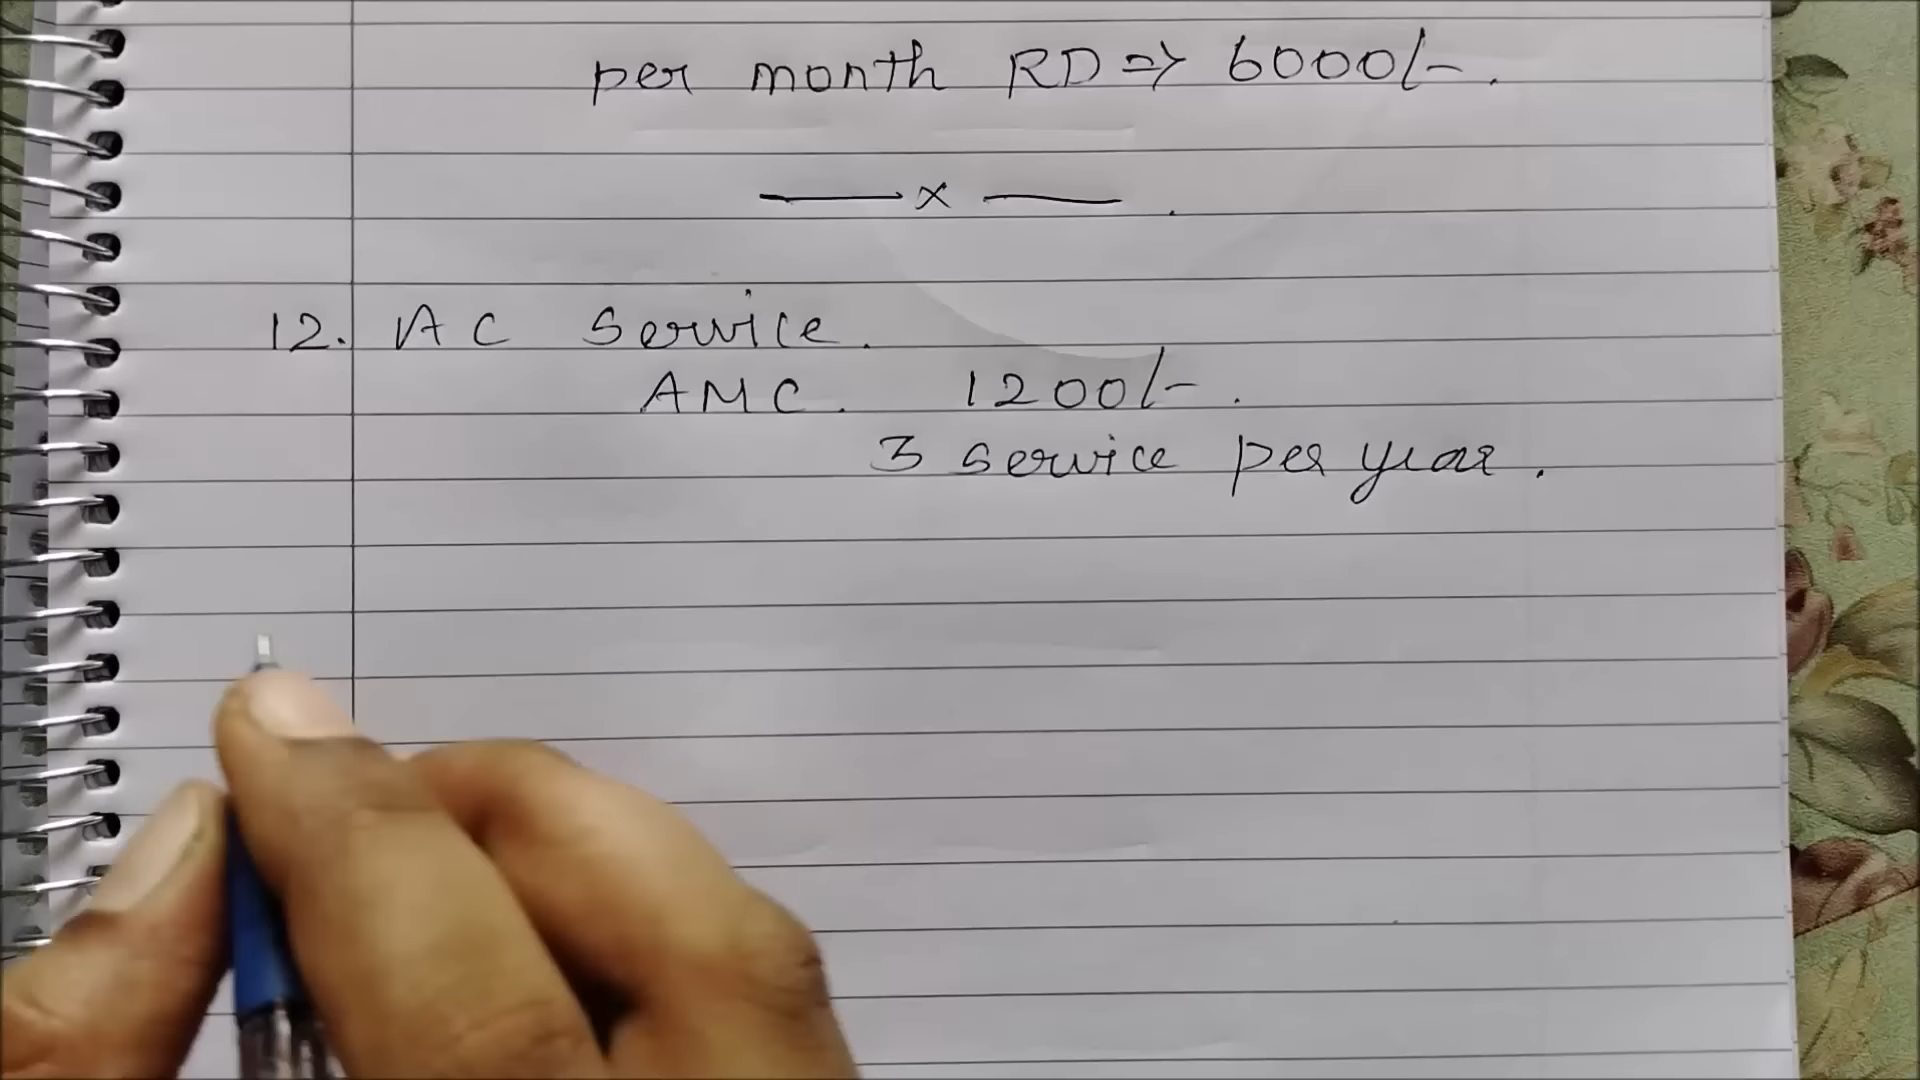 per month RD => 6000/-.
— x — .
12. AC Service.
AMC. 1200/- .
3 service per year.